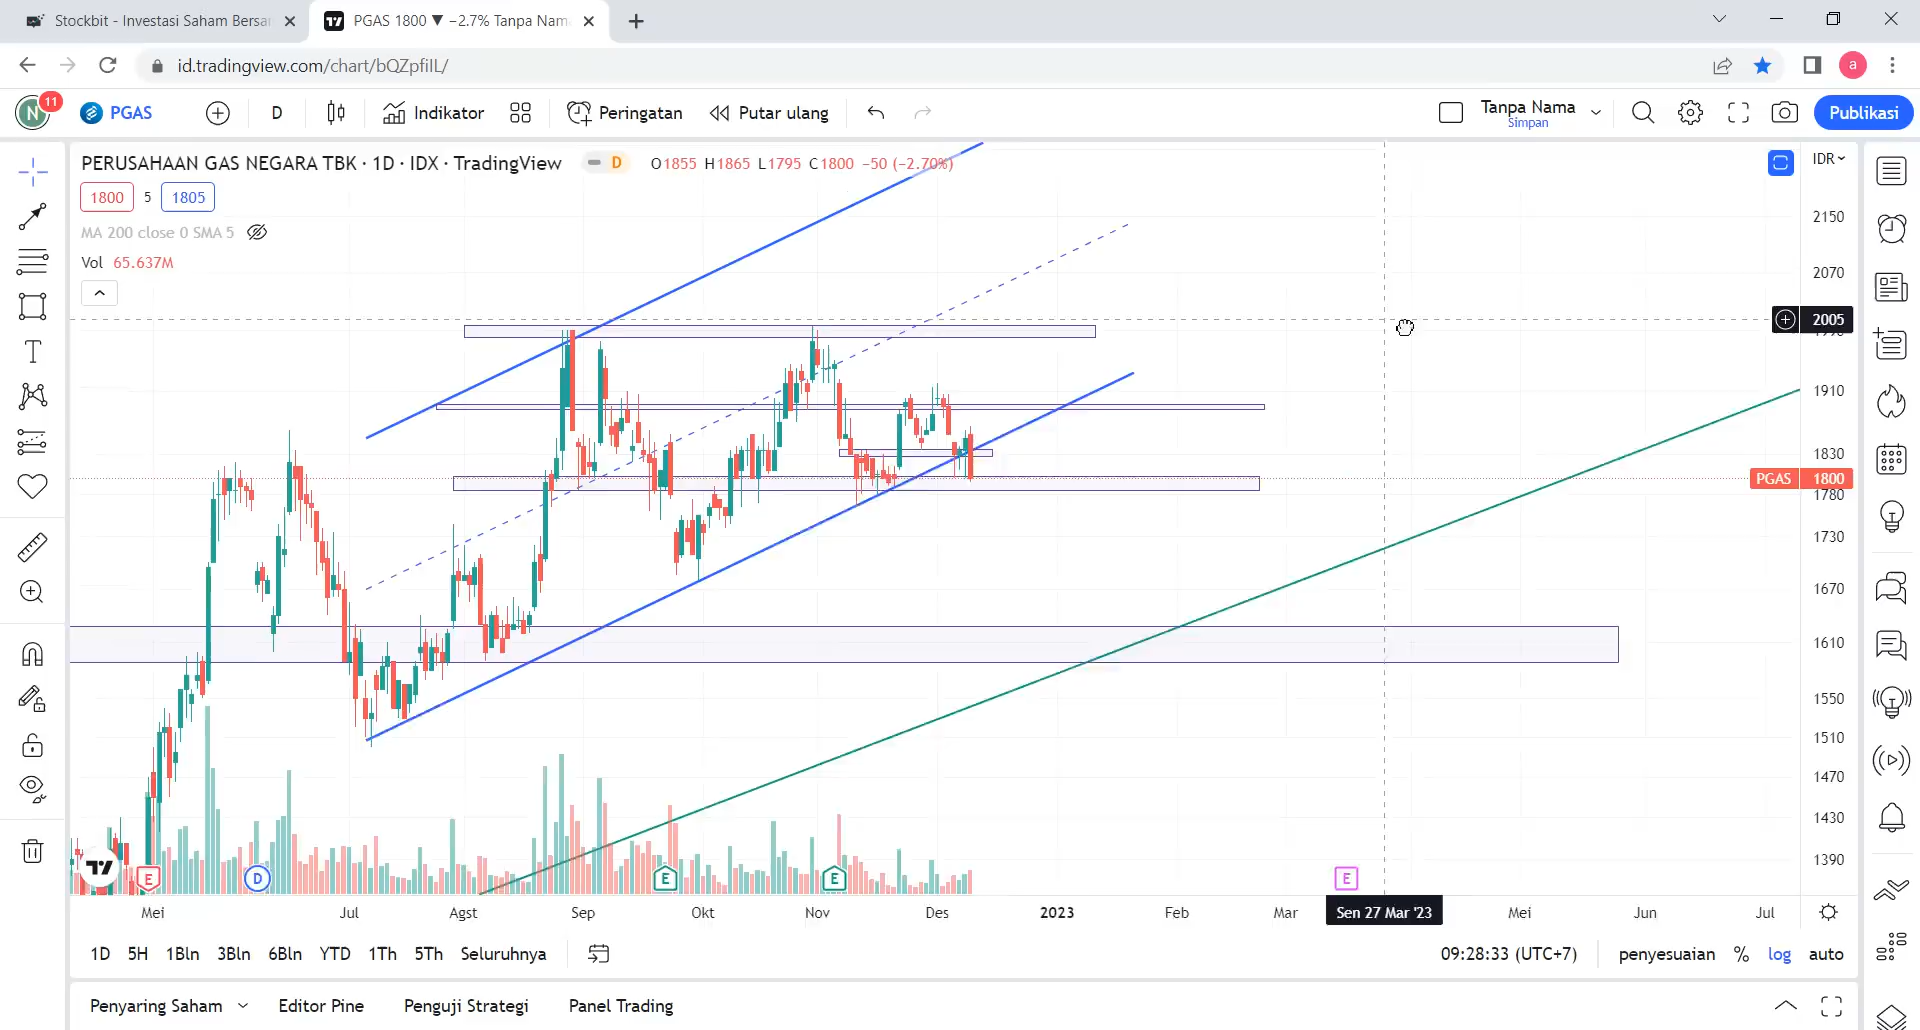 Stockbit - Investasi Saham Bersa
PGAS 1800 ▼ −2.7% Tanpa Nam
id.tradingview.com/chart/bQZpfiIL/
a
N
11
PGAS
D
Indikator
Peringatan
Putar ulang
Tanpa Nama
Simpan
Publikasi
PERUSAHAAN GAS NEGARA TBK · 1D · IDX · TradingView
D
O1855 H1865 L1795 C1800 −50 (−2.70%)
IDR
1800 5 1805
MA 200 close 0 SMA 5
Vol 65.637M
2150
2070
2005
1910
1830
PGAS 1800
1780
1730
1670
1610
1550
1510
1470
1430
1390
E
D
E
E
E
Mei Jul Agst Sep Okt Nov Des 2023 Feb Mar Sen 27 Mar '23 Mei Jun Jul
1D 5H 1Bln 3Bln 6Bln YTD 1Th 5Th Seluruhnya
09:28:33 (UTC+7) penyesuaian % log auto
Penyaring Saham Editor Pine Penguji Strategi Panel Trading